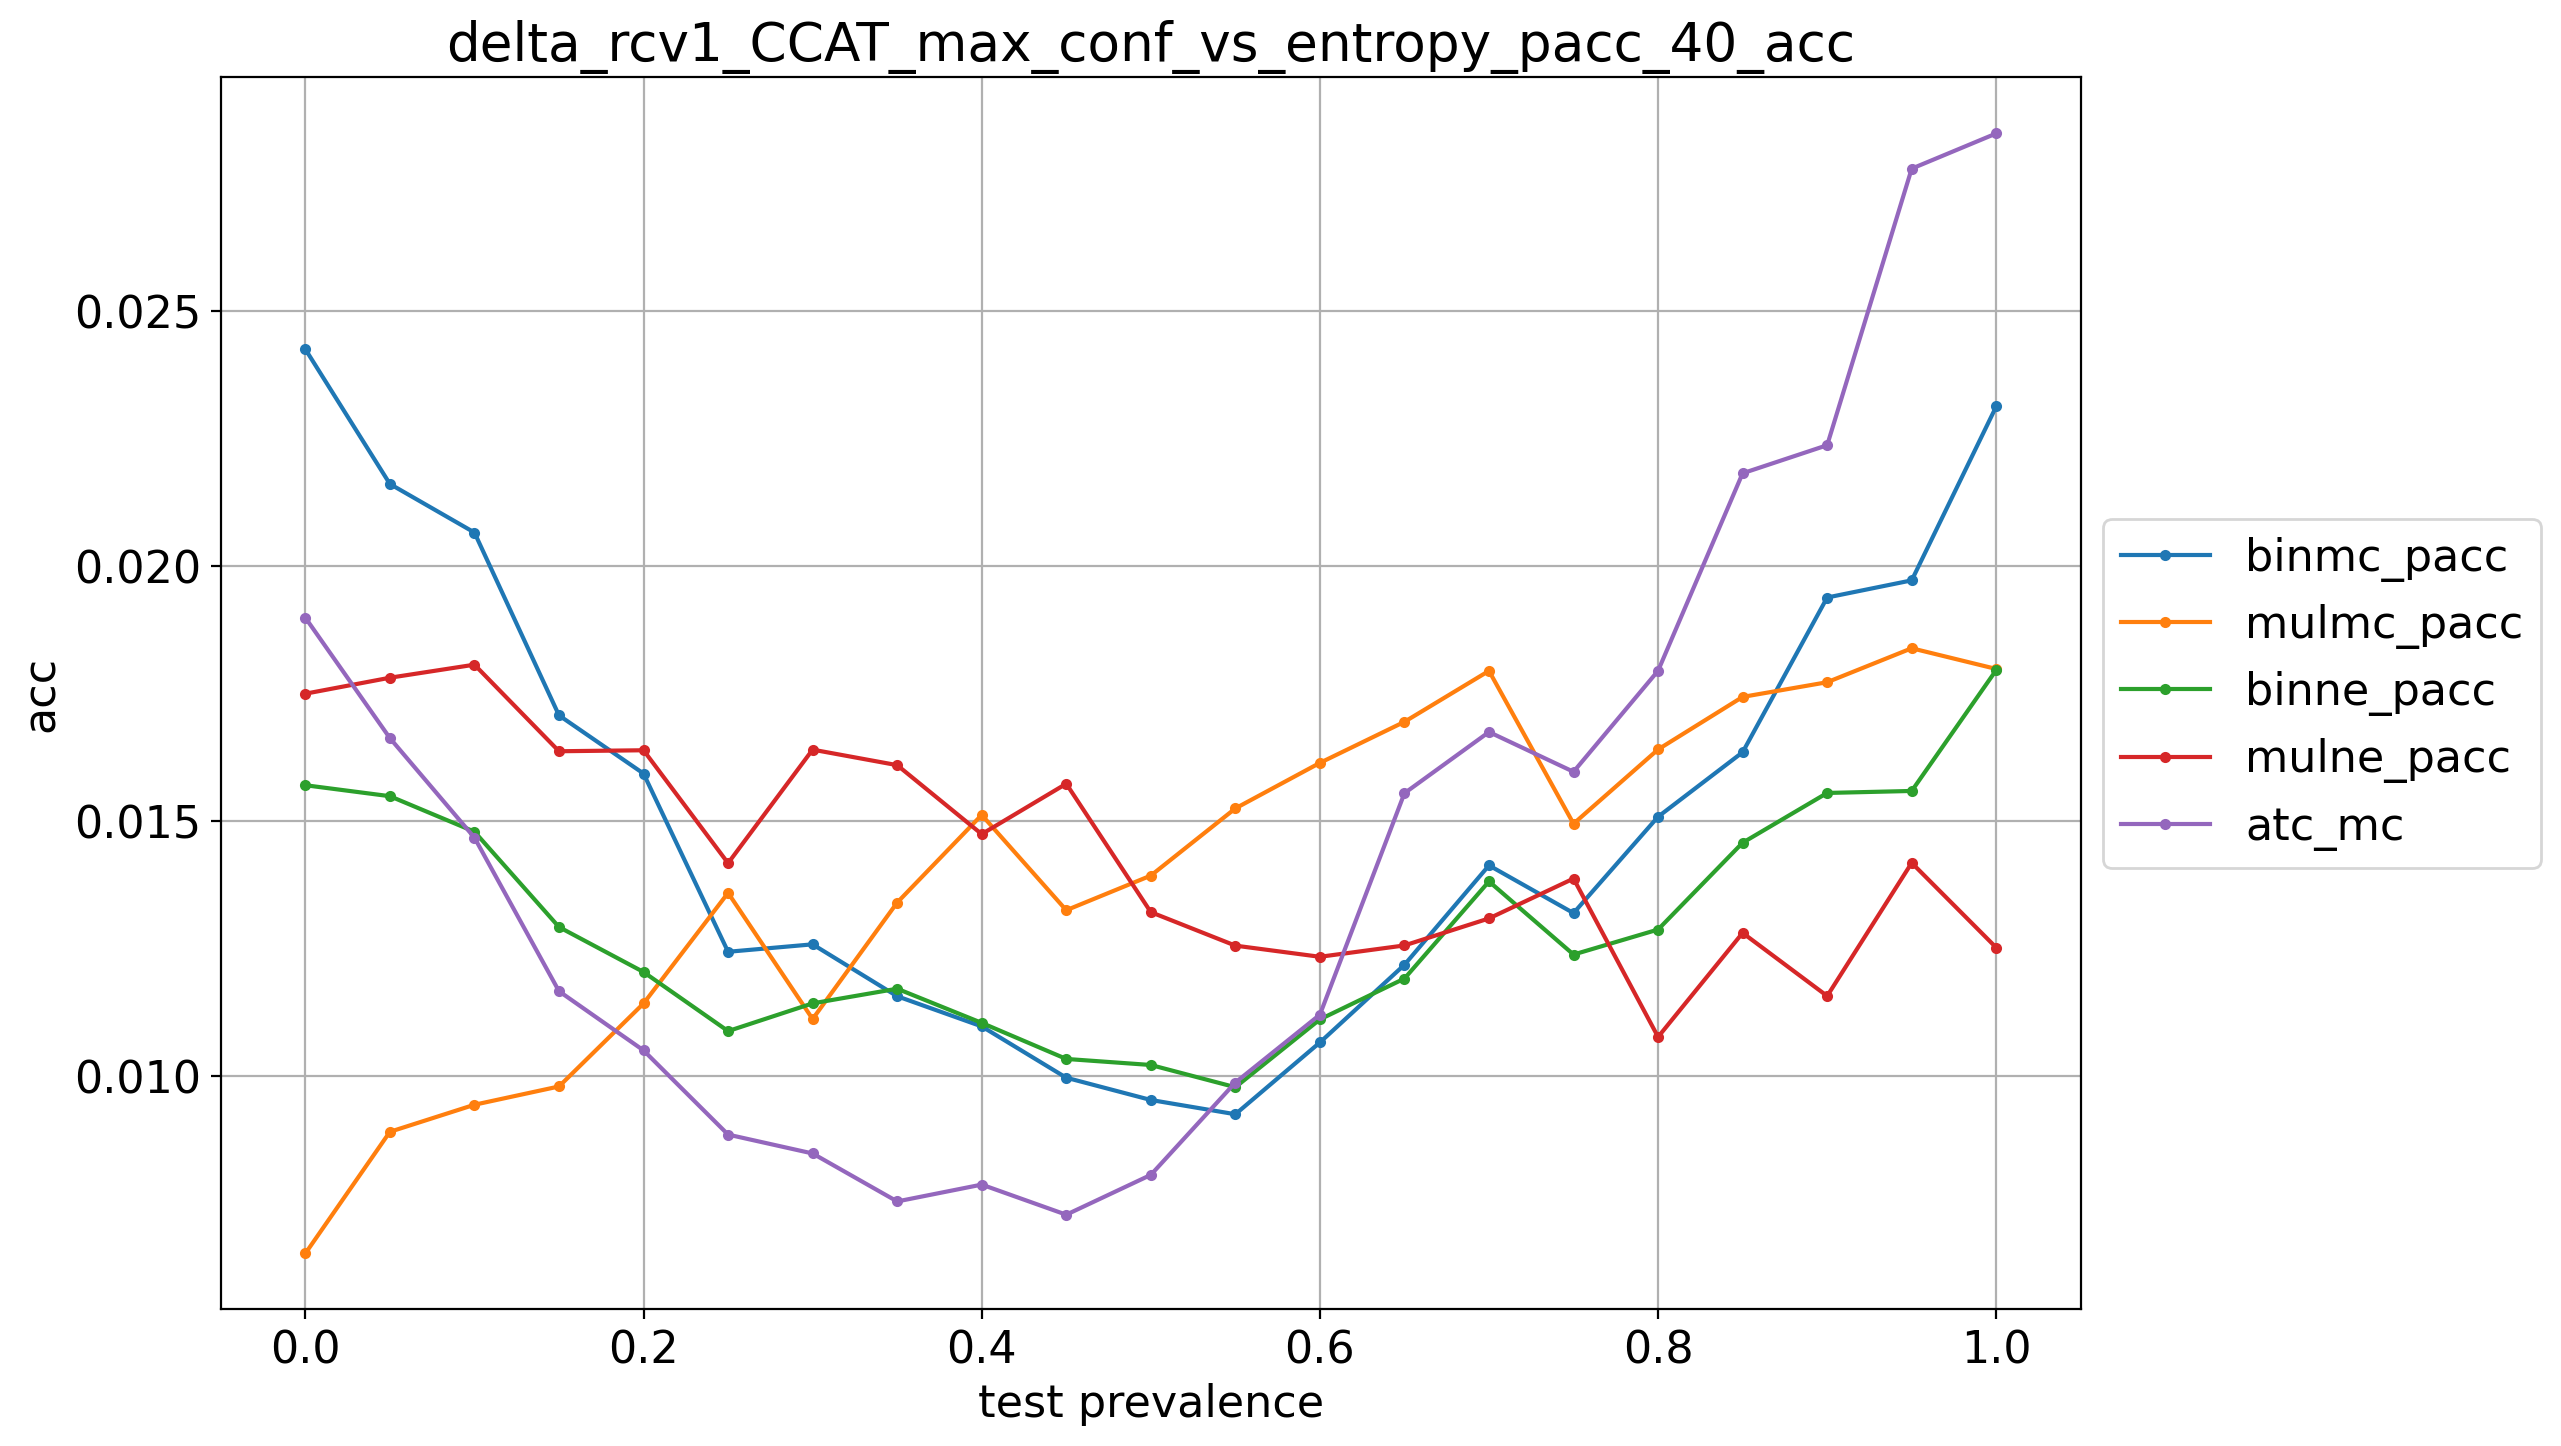 delta_rcv1_CCAT_max_conf_vs_entropy_pacc_40_acc
0.025
0.020
0.015
0.010
acc
0.0 0.2 0.4 0.6 0.8 1.0
test prevalence
binmc_pacc
mulmc_pacc
binne_pacc
mulne_pacc
atc_mc